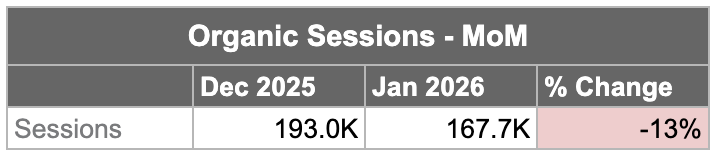 Organic Sessions - MoM
Dec 2025 Jan 2026 % Change
Sessions 193.0K 167.7K -13%